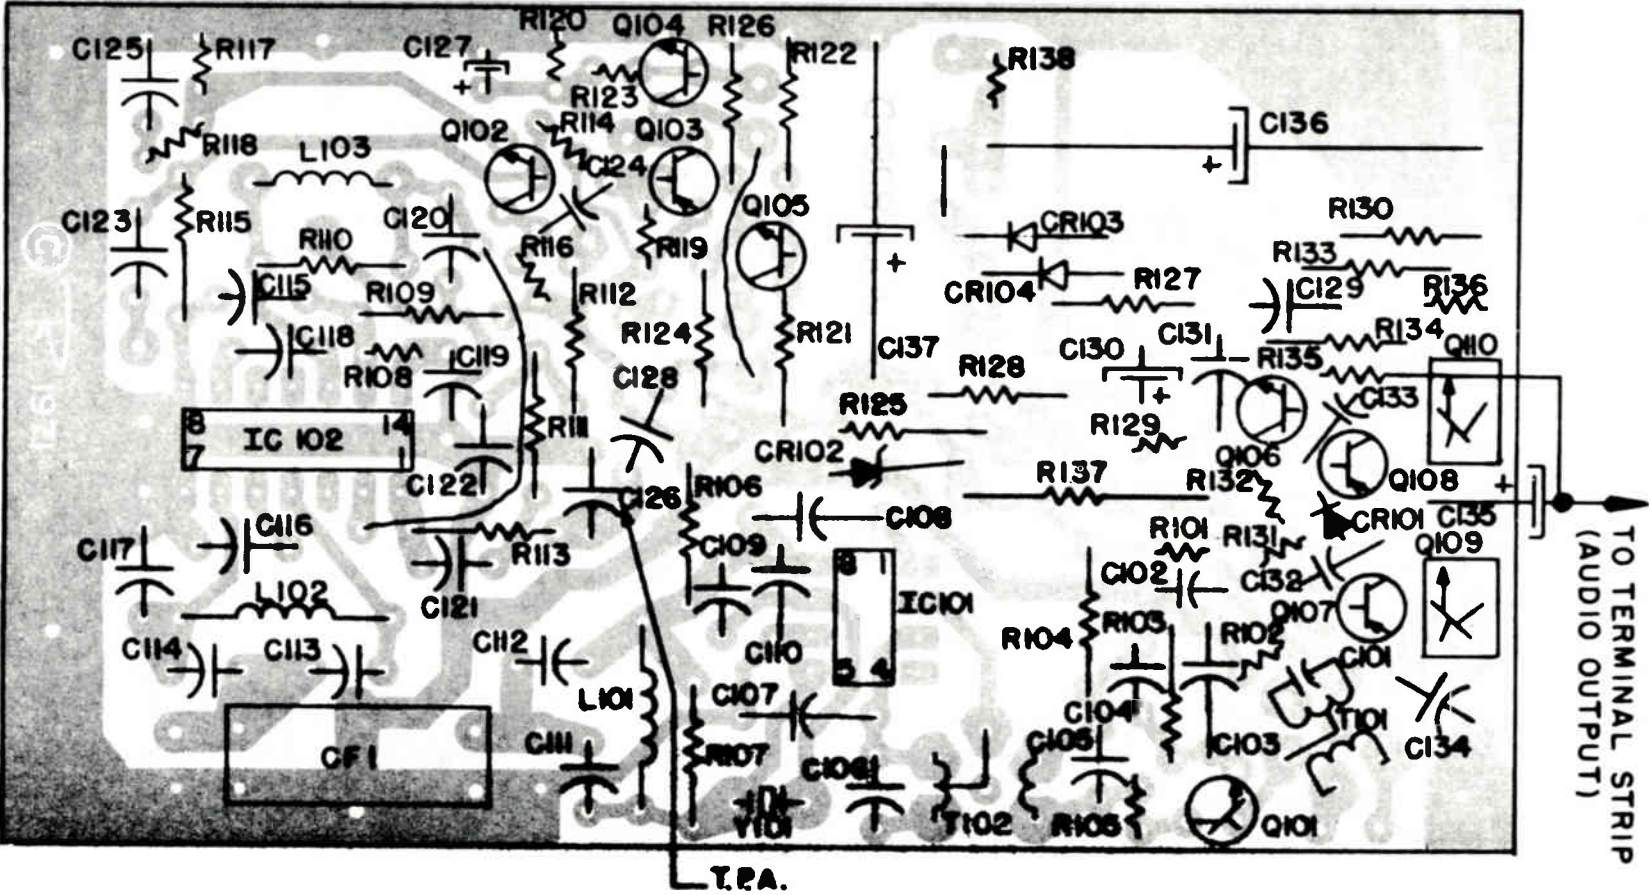 R120 Q104 R126
C125 R117 C127 R122 R138
+
R123
Q102 R114 Q103 C136
R118 L103 C124 +
C123 R115 C120 Q105 R130
R110 R116 R119 CR103 R133
+
C115 R109 R112 CR104 R127 C129 R136
C118 R124 R121 C131 R134
C119 C137 C130 R135 Q110
R108 C128 R128
+ C133
8 14 R125
IC 102 R111 R129
7 1 CR102 Q106
C122 R106 R137 R132 Q108
C126 +
C116 C108 R101 CR101 C135
C117 R113 C109 R131 Q109
8 1 C102 C132
C121 IC101 Q107
L102
C114 C113 C112 R104 R103 R102
C110 C101
5 4
L101 C107 C104 T101
C111 R107 C105 C103 C134
CF1 C106
Y101 T102 R105 Q101
T.P.A.
TO TERMINAL STRIP
(AUDIO OUTPUT)